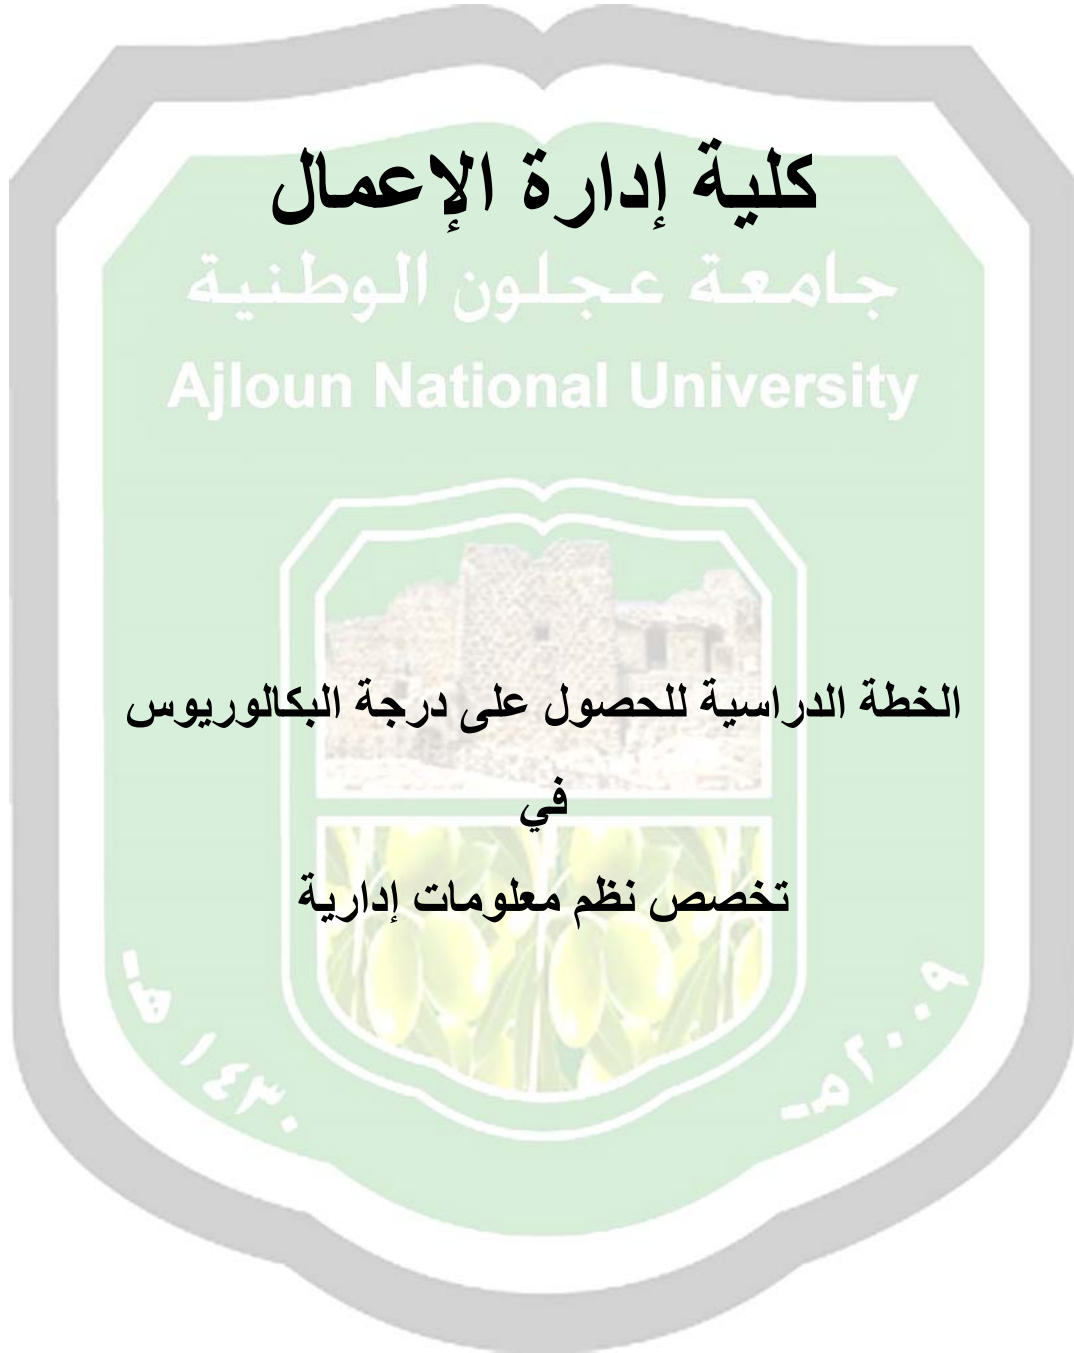 كلية إدارة الإعمال
جامعة عجلون الوطنية
Ajloun National University
الخطة الدراسية للحصول على درجة البكالوريوس
في
تخصص نظم معلومات إدارية
١٤٣٠ هـ
٢٠٠٩مـ